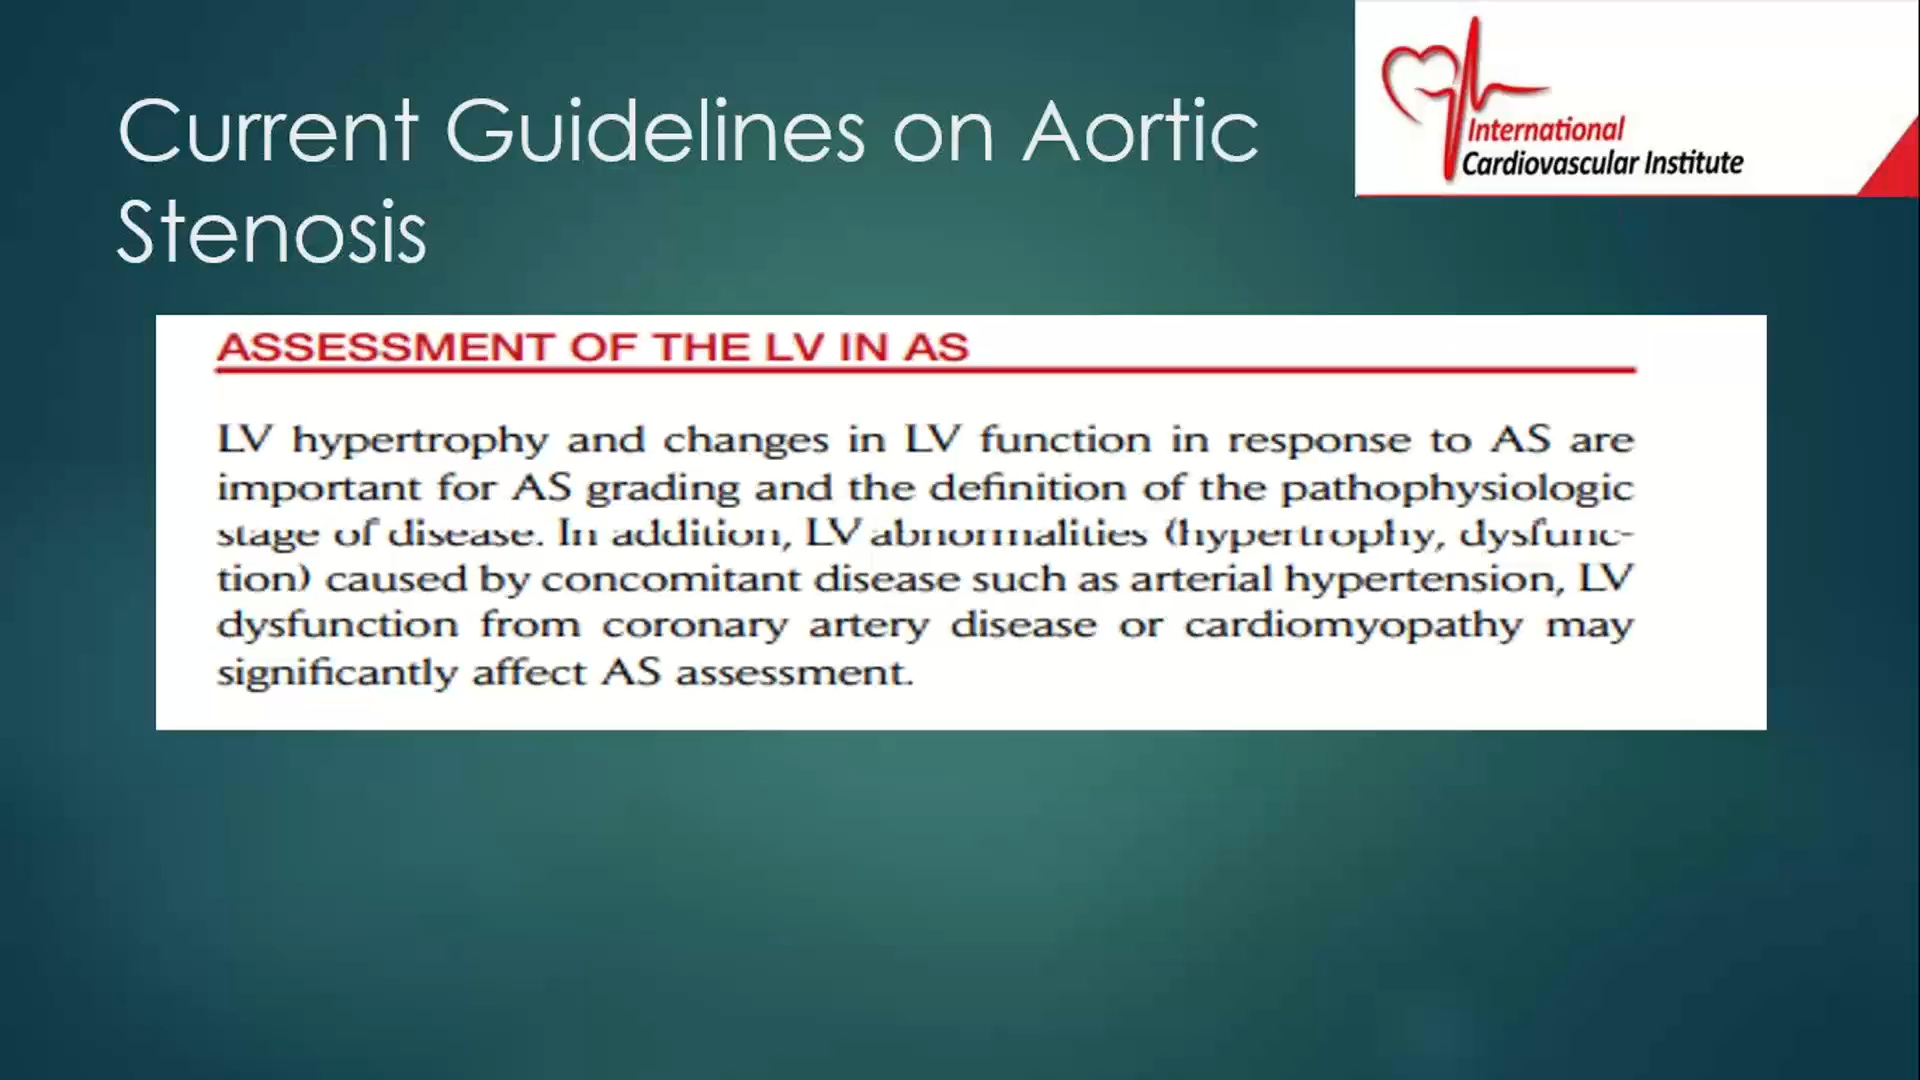 Current Guidelines on Aortic
Stenosis
International
Cardiovascular Institute
ASSESSMENT OF THE LV IN AS
LV hypertrophy and changes in LV function in response to AS are
important for AS grading and the definition of the pathophysiologic
stage of disease. In addition, LV abnormalities (hypertrophy, dysfunc-
tion) caused by concomitant disease such as arterial hypertension, LV
dysfunction from coronary artery disease or cardiomyopathy may
significantly affect AS assessment.